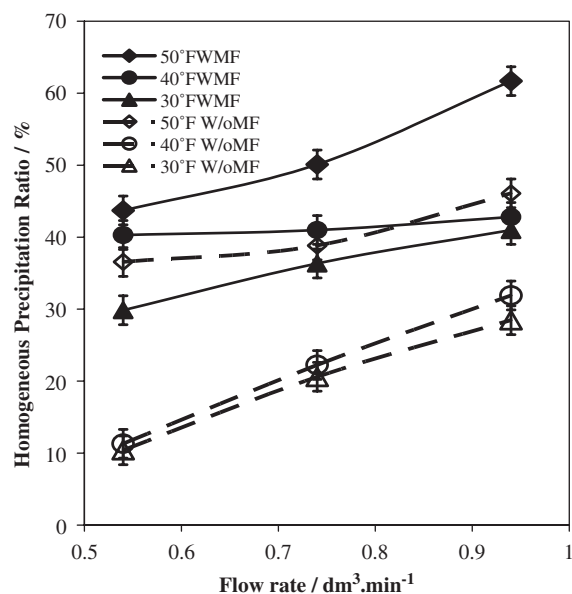 70
60
50
40
30
20
10
0
50˚FWMF
40˚FWMF
30˚FWMF
50˚F W/oMF
40˚F W/oMF
30˚F W/oMF
Homogeneous Precipitation Ratio / %
0.5 0.6 0.7 0.8 0.9 1
Flow rate / dm³.min⁻¹